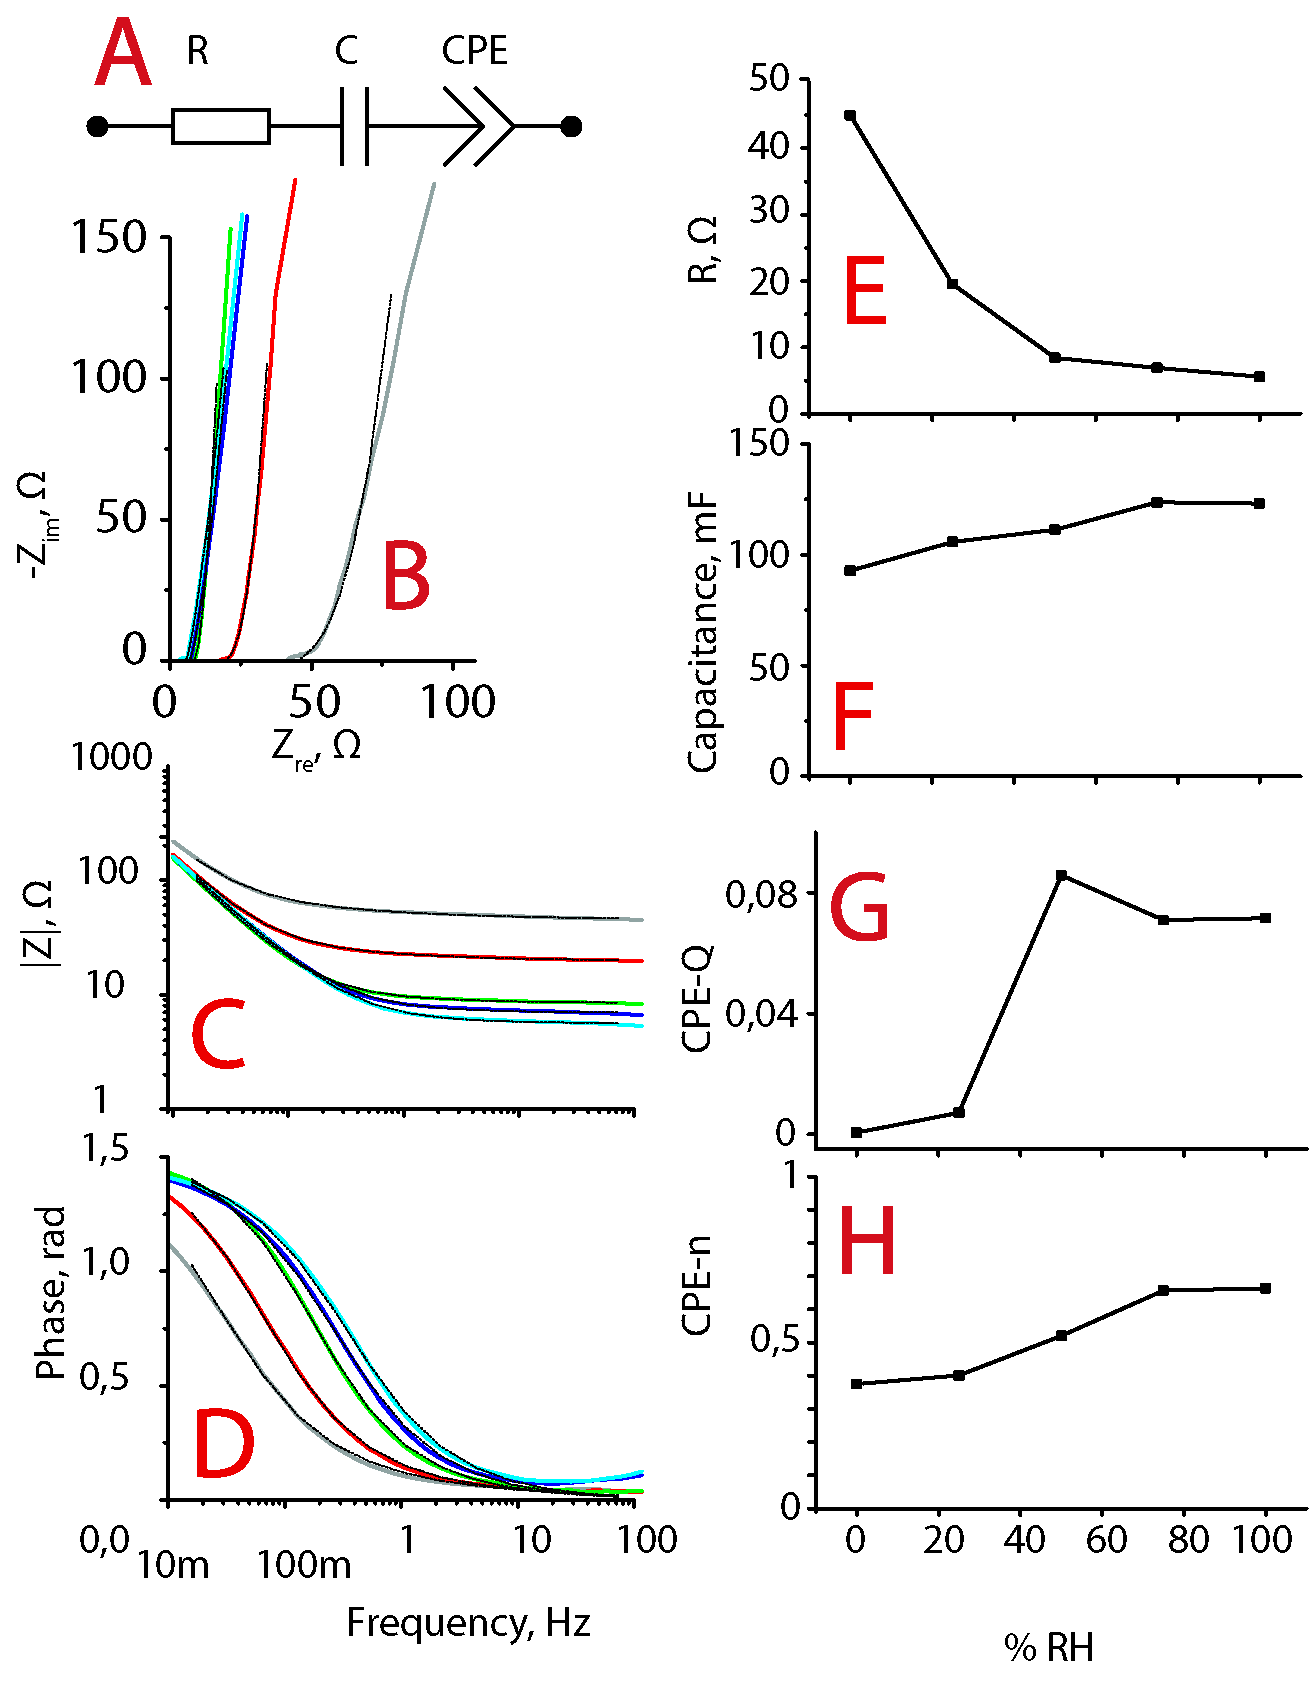 A
R
C
CPE
150
100
50
0
-Zim, Ω
B
0
50
100
Zre, Ω
1000
100
10
1
|Z|, Ω
C
1,5
1,0
0,5
0,0
Phase, rad
D
10m
100m
1
10
100
Frequency, Hz
50
40
30
20
10
0
R, Ω
E
150
100
50
0
Capacitance, mF
F
0,08
0,04
0
CPE-Q
G
1
0,5
0
CPE-n
H
0
20
40
60
80
100
% RH